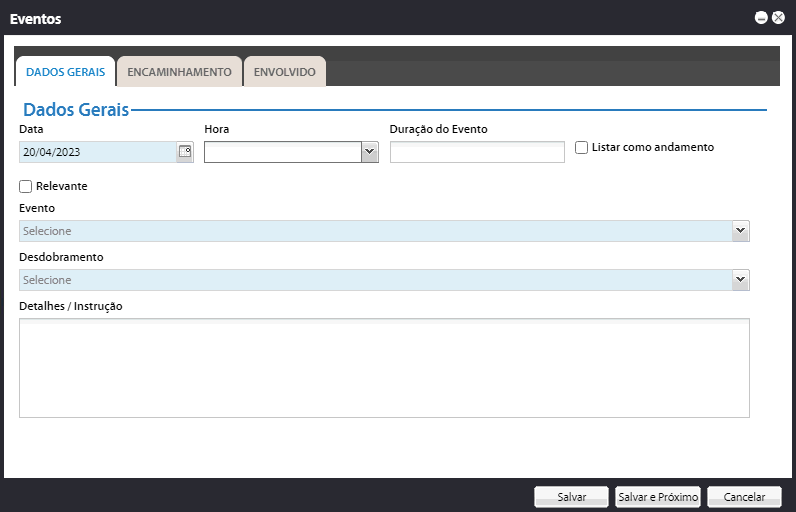 Eventos
DADOS GERAIS ENCAMINHAMENTO ENVOLVIDO
Dados Gerais
Data Hora Duração do Evento
20/04/2023 Listar como andamento
Relevante
Evento
Selecione
Desdobramento
Selecione
Detalhes / Instrução
Salvar Salvar e Próximo Cancelar